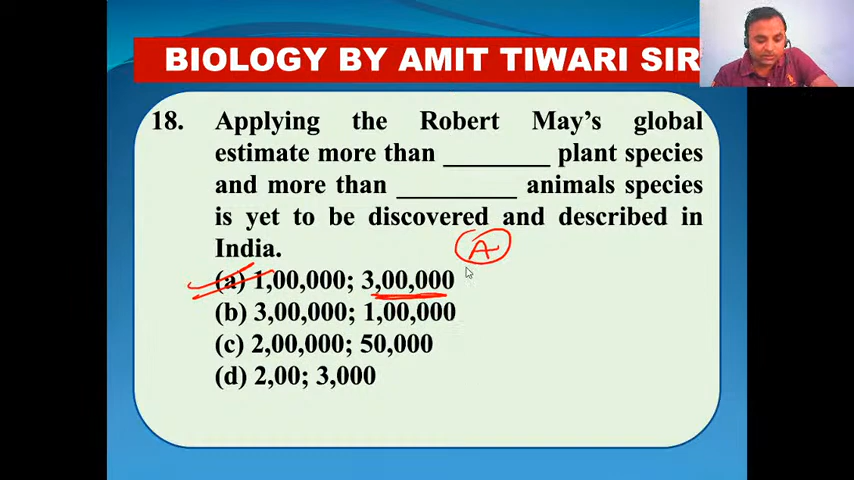 BIOLOGY BY AMIT TIWARI SIR
18. Applying the Robert May's global
estimate more than ________ plant species
and more than _________ animals species
is yet to be discovered and described in
India.
A
(a) 1,00,000; 3,00,000
(b) 3,00,000; 1,00,000
(c) 2,00,000; 50,000
(d) 2,00; 3,000